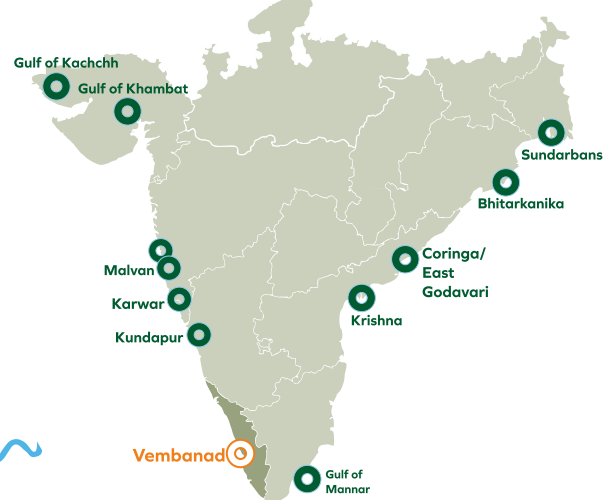 Gulf of Kachchh
Gulf of Khambat
Sundarbans
Bhitarkanika
Coringa/
East
Godavari
Malvan
Karwar
Krishna
Kundapur
Vembanad
Gulf of
Mannar